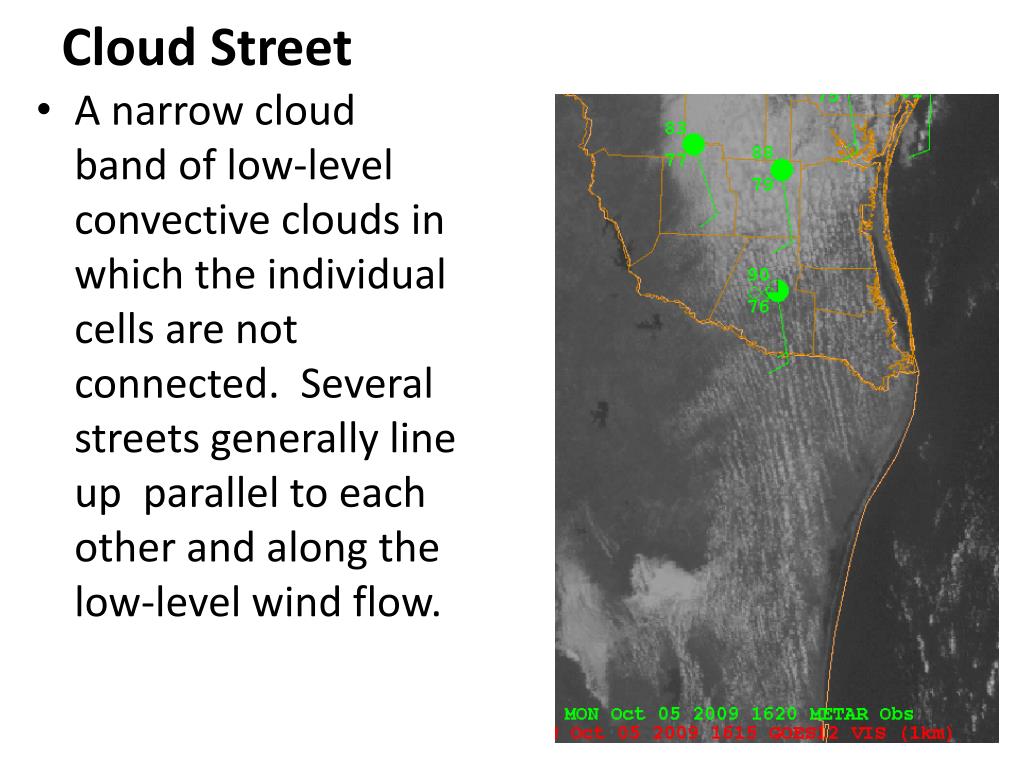 Cloud Street
• A narrow cloud
band of low-level
convective clouds in
which the individual
cells are not
connected.  Several
streets generally line
up  parallel to each
other and along the
low-level wind flow.
83
77
88
79
90
76
MON Oct 05 2009 1620 METAR Obs
Oct 05 2009 1615 GOES12 VIS (1km)